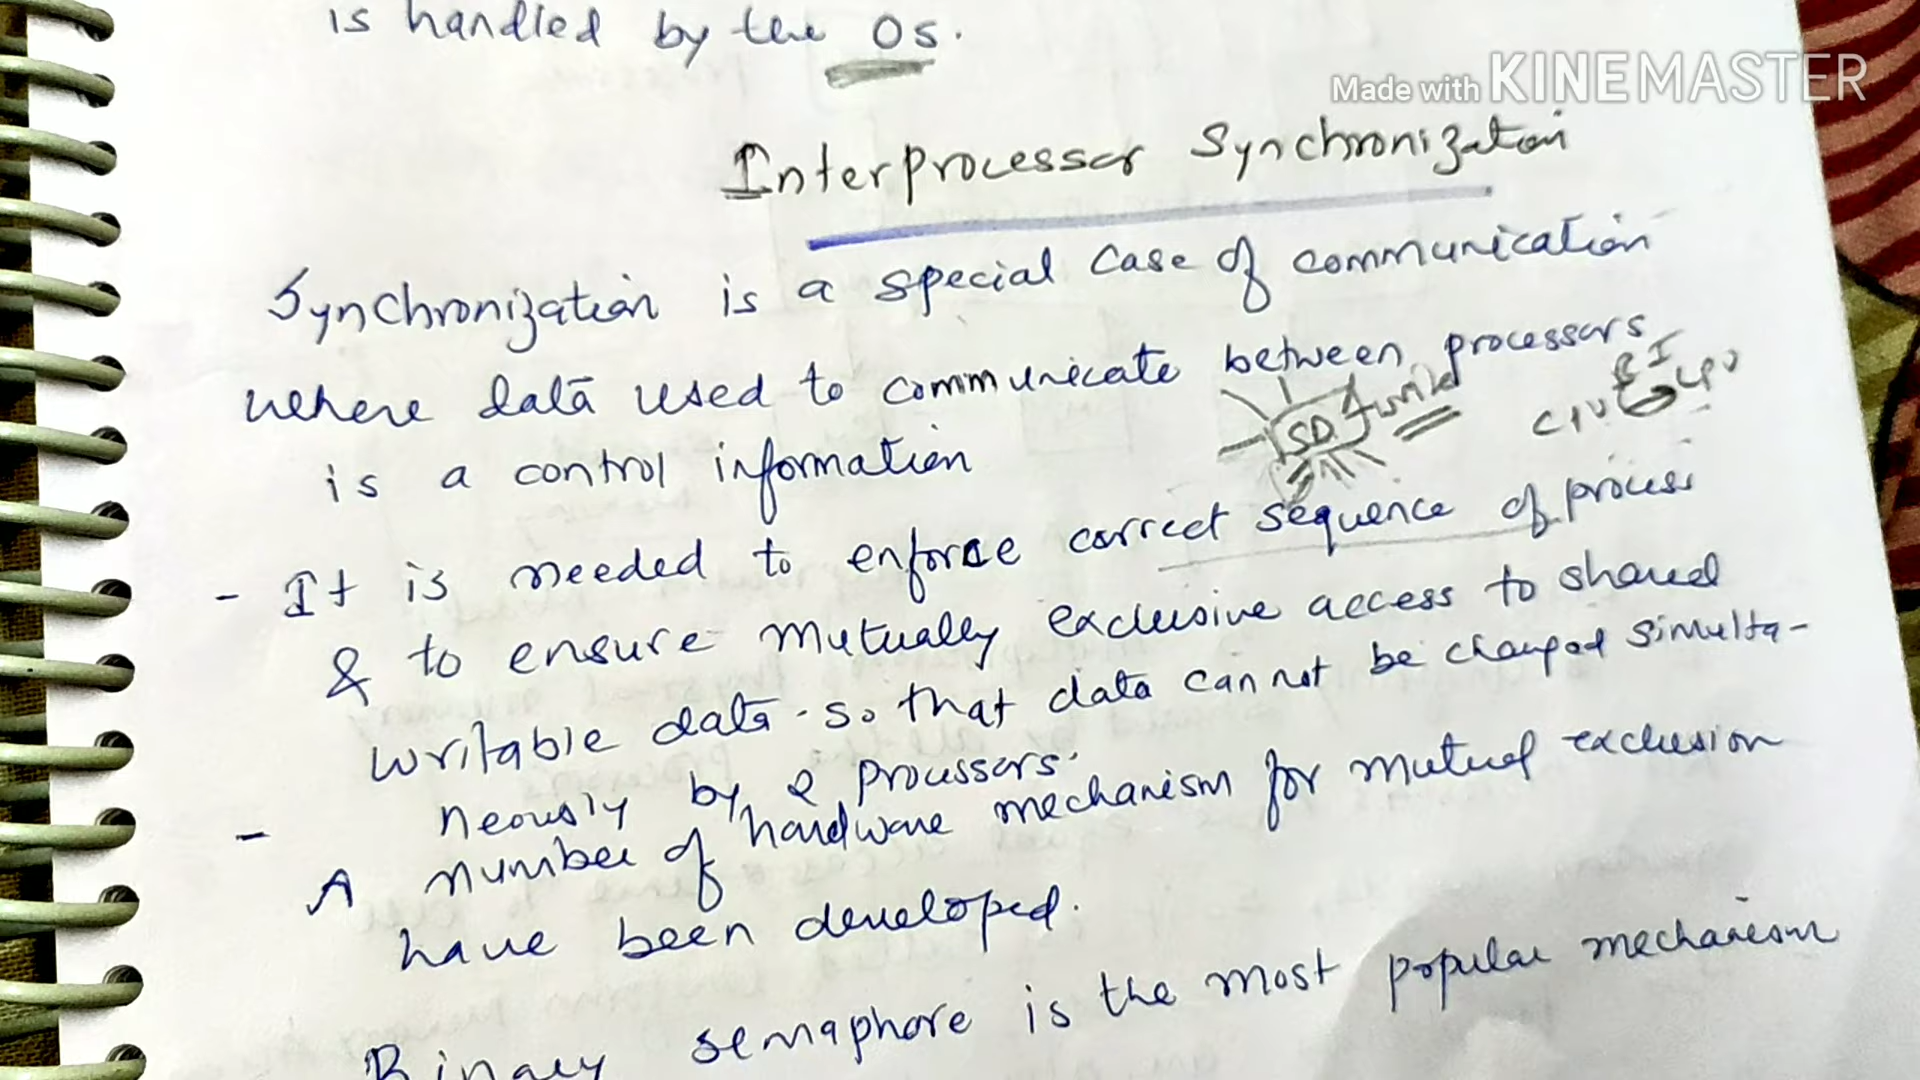 is handled by the OS.
Made with KINEMASTER
Interprocessor Synchronization
Synchronization is a special case of communication
where data used to communicate between processors
SD
is a control information
- It is needed to enforce correct sequence of process
& to ensure mutually exclusive access to shared
writable data. so that data cannot be changed simulta-
neously by 2 processors.
- A number of hardware mechanism for mutual exclusion
have been developed.
Binary semaphore is the most popular mechanism